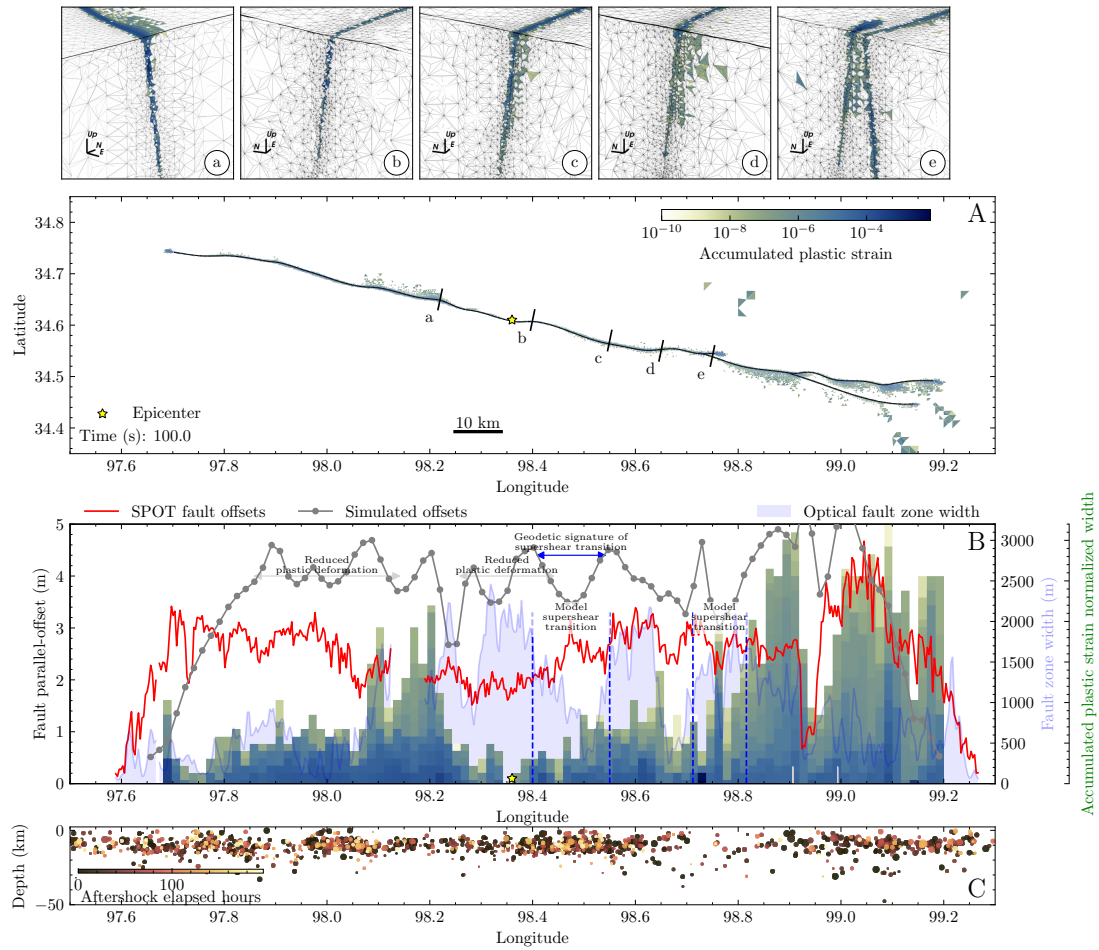 Up
N
E
a
Up
N
E
b
Up
N
E
c
Up
N
E
d
Up
N
E
e
A
34.8
34.7
34.6
34.5
34.4
Latitude
10⁻¹⁰
10⁻⁸
10⁻⁶
10⁻⁴
Accumulated plastic strain
a
b
c
d
e
Epicenter
Time (s): 100.0
10 km
97.6
97.8
98.0
98.2
98.4
98.6
98.8
99.0
99.2
Longitude
SPOT fault offsets
Simulated offsets
Optical fault zone width
B
5
4
3
2
1
0
Fault parallel-offset (m)
Reduced
plastic deformation
Reduced
plastic deformation
Geodetic signature of
supershear transition
Model
supershear
transition
Model
supershear
transition
3000
2500
2000
1500
1000
500
0
Fault zone width (m)
Accumulated plastic strain normalized width
97.6
97.8
98.0
98.2
98.4
98.6
98.8
99.0
99.2
Longitude
0
−50
Depth (km)
0
100
Aftershock elapsed hours
C
97.6
97.8
98.0
98.2
98.4
98.6
98.8
99.0
99.2
Longitude